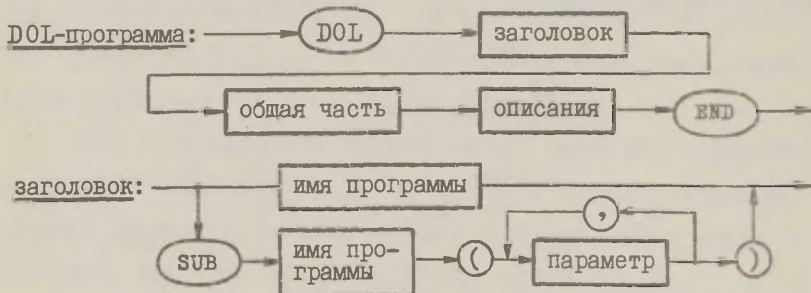 DOL-программа: DOL заголовок
общая часть описания END
заголовок: имя программы
,
SUB имя про-
граммы ( параметр )